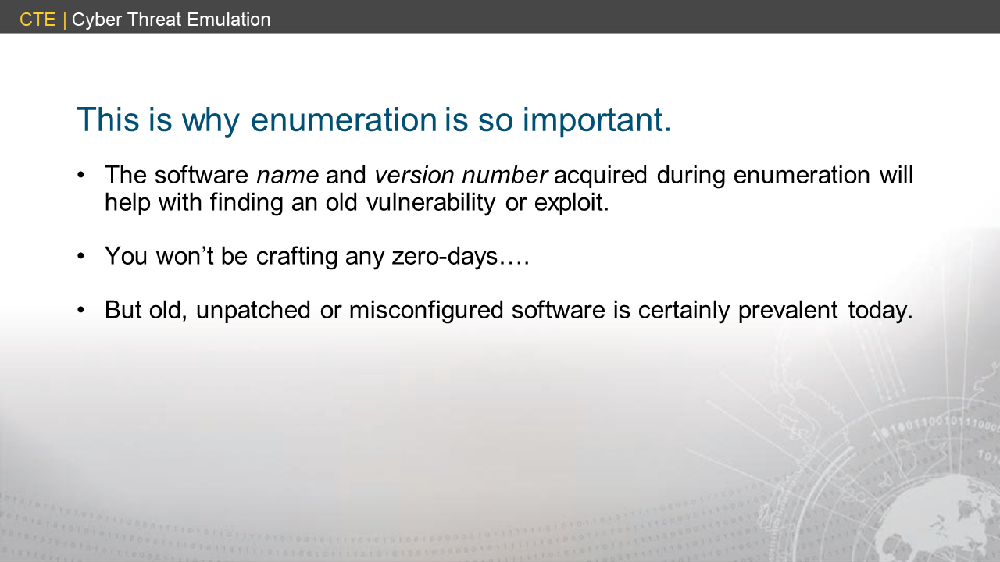 CTE | Cyber Threat Emulation
This is why enumeration is so important.
• The software name and version number acquired during enumeration will
help with finding an old vulnerability or exploit.
• You won’t be crafting any zero-days….
• But old, unpatched or misconfigured software is certainly prevalent today.